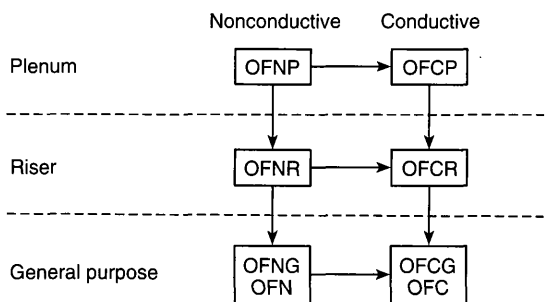 Nonconductive Conductive
Plenum OFNP OFCP
Riser OFNR OFCR
OFNG OFCG
General purpose
OFN OFC